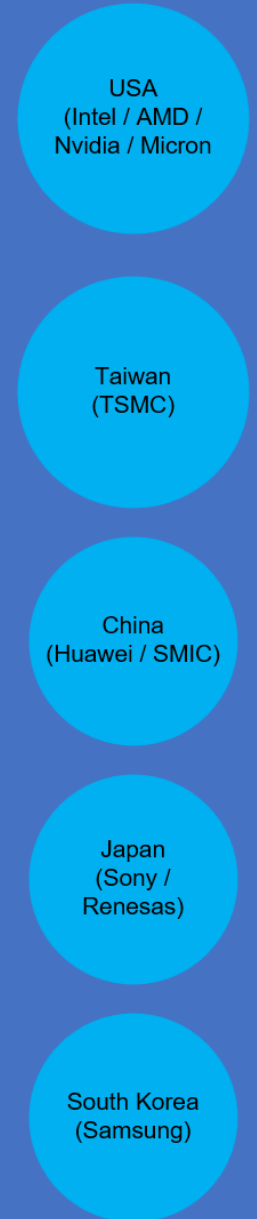 USA
(Intel / AMD /
Nvidia / Micron
Taiwan
(TSMC)
China
(Huawei / SMIC)
Japan
(Sony /
Renesas)
South Korea
(Samsung)